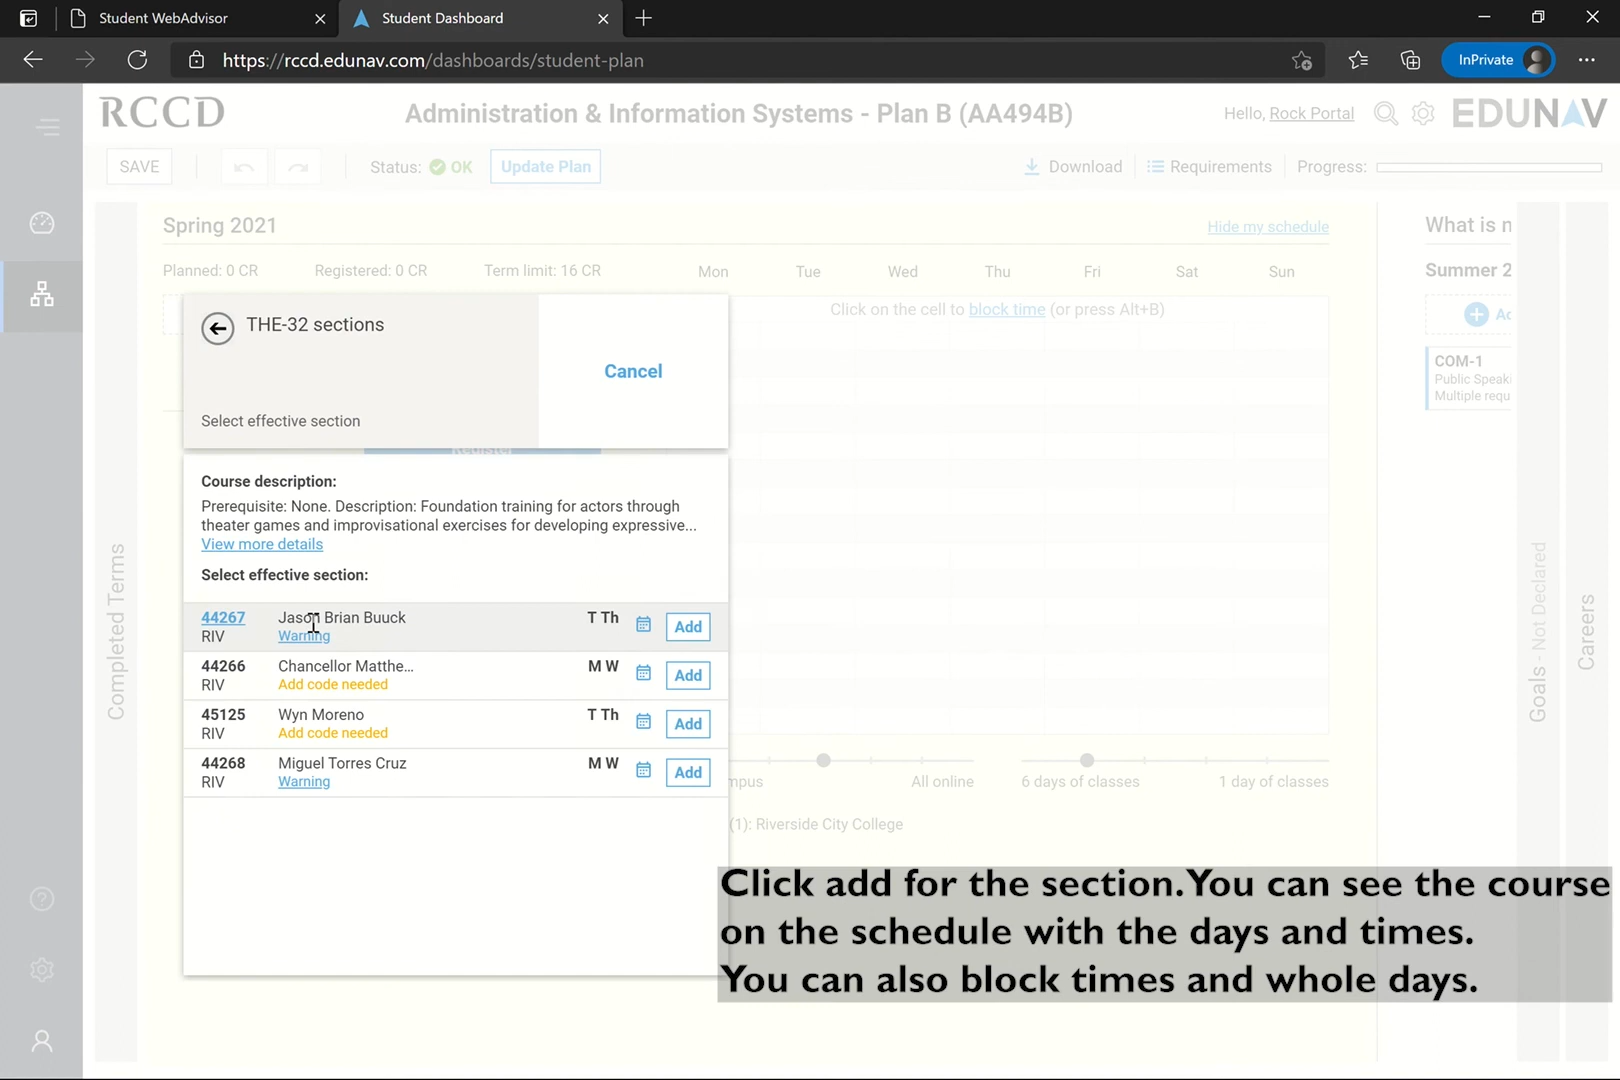 Student WebAdvisor
Student Dashboard
https://rccd.edunav.com/dashboards/student-plan
InPrivate
RCCD
Administration & Information Systems - Plan B (AA494B)
Hello, Rock Portal
EDUNAV
SAVE
Status: OK
Update Plan
Download
Requirements
Progress:
Spring 2021
Hide my schedule
What is n
Planned: 0 CR
Registered: 0 CR
Term limit: 16 CR
Mon Tue Wed Thu Fri Sat Sun
Summer 2
Click on the cell to block time (or press Alt+B)
COM-1
Public Speaki
Multiple requ
THE-32 sections
Cancel
Select effective section
Register
Course description:
Prerequisite: None. Description: Foundation training for actors through
theater games and improvisational exercises for developing expressive...
View more details
Select effective section:
44267 Jason Brian Buuck T Th Add
RIV Warning
44266 Chancellor Matthe... M W Add
RIV Add code needed
45125 Wyn Moreno T Th Add
RIV Add code needed
44268 Miguel Torres Cruz M W Add
RIV Warning
mpus
All online
6 days of classes
1 day of classes
(1): Riverside City College
Completed Terms
Goals - Not Declared
Careers
Click add for the section. You can see the course
on the schedule with the days and times.
You can also block times and whole days.